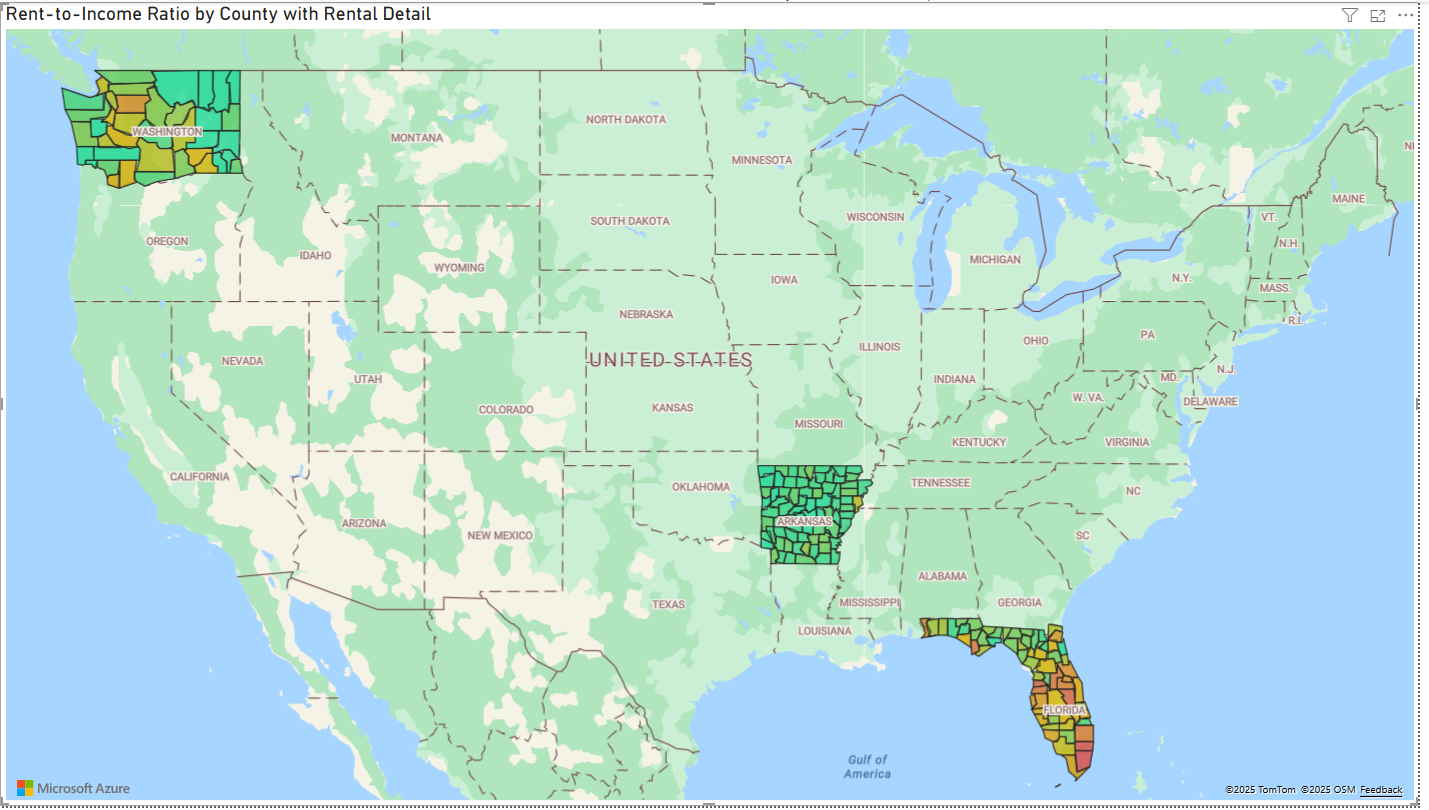 Rent-to-Income Ratio by County with Rental Detail
WASHINGTON
MONTANA
NORTH DAKOTA
MINNESOTA
MAINE
SOUTH DAKOTA
WISCONSIN
VT.
OREGON
N.H.
IDAHO
WYOMING
MICHIGAN
IOWA
N.Y.
MASS.
NEBRASKA
R.I.
PA
OHIO
ILLINOIS
NEVADA
UNITED STATES
N.J.
UTAH
INDIANA
MD.
W. VA.
DELAWARE
COLORADO
KANSAS
MISSOURI
KENTUCKY
VIRGINIA
CALIFORNIA
OKLAHOMA
TENNESSEE
NC
ARIZONA
ARKANSAS
NEW MEXICO
SC
ALABAMA
TEXAS
MISSISSIPPI
GEORGIA
LOUISIANA
FLORIDA
Gulf of
America
Microsoft Azure
©2025 TomTom ©2025 OSM Feedback